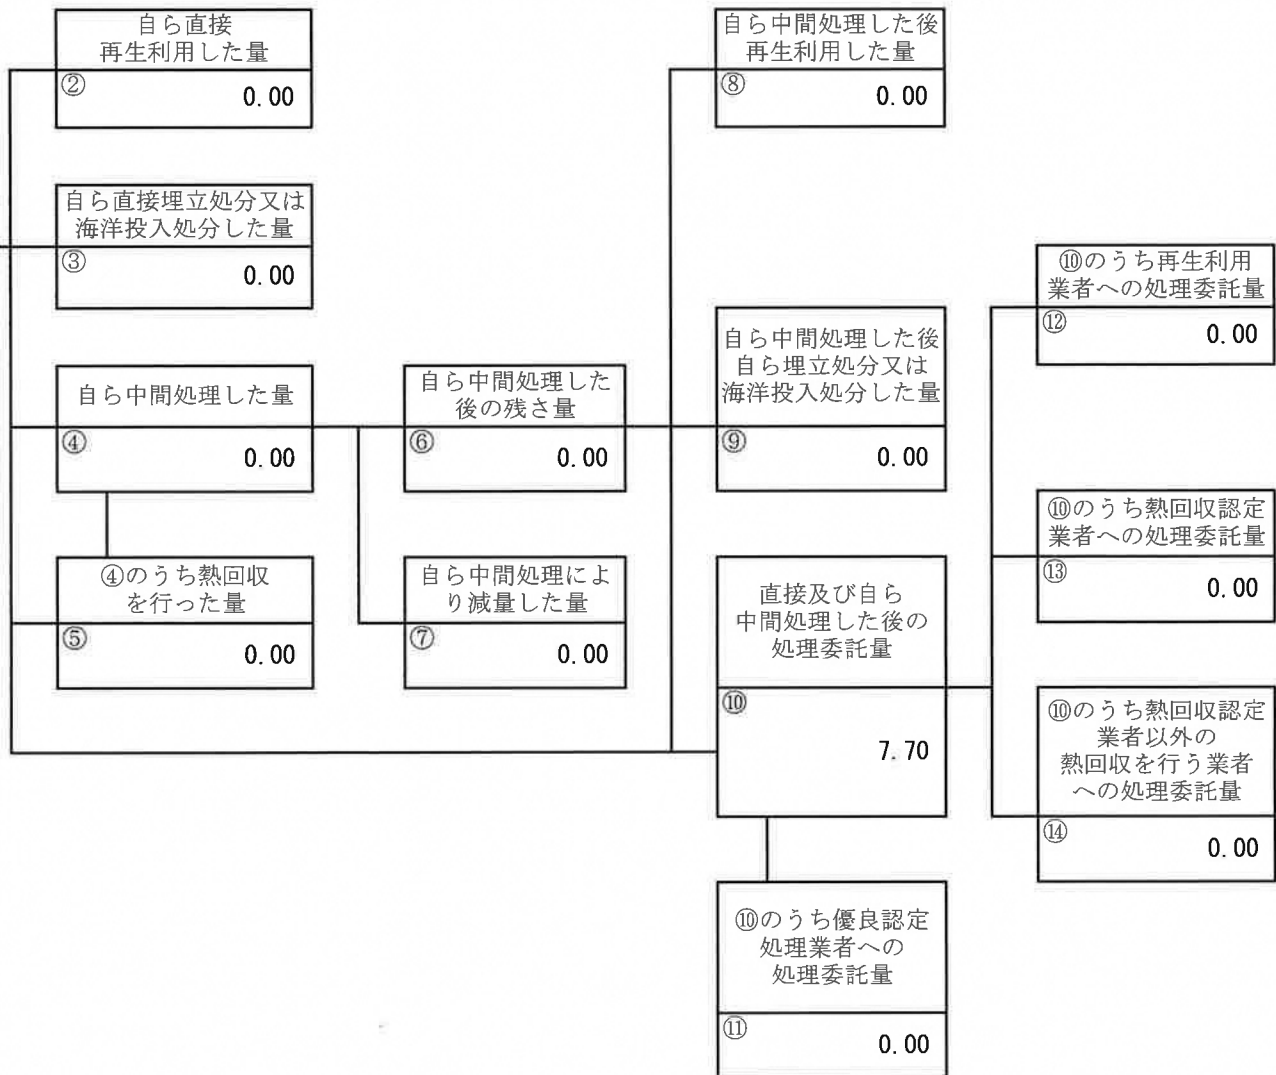 自ら直接
再生利用した量
②
0.00
自ら直接埋立処分又は
海洋投入処分した量
③
0.00
自ら中間処理した量
④
0.00
④のうち熱回収
を行った量
⑤
0.00
自ら中間処理した
後の残さ量
⑥
0.00
自ら中間処理によ
り減量した量
⑦
0.00
自ら中間処理した後
再生利用した量
⑧
0.00
自ら中間処理した後
自ら埋立処分又は
海洋投入処分した量
⑨
0.00
直接及び自ら
中間処理した後の
処理委託量
⑩
7.70
⑩のうち優良認定
処理業者への
処理委託量
⑪
0.00
⑩のうち再生利用
業者への処理委託量
⑫
0.00
⑩のうち熱回収認定
業者への処理委託量
⑬
0.00
⑩のうち熱回収認定
業者以外の
熱回収を行う業者
への処理委託量
⑭
0.00